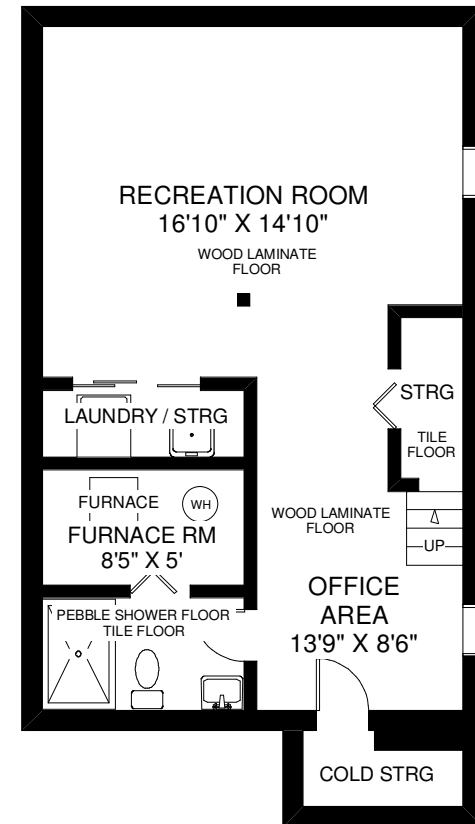 RECREATION ROOM
16'10" X 14'10"
WOOD LAMINATE
FLOOR
STRG
TILE
FLOOR
LAUNDRY / STRG
FURNACE
WH
FURNACE RM
8'5" X 5'
WOOD LAMINATE
FLOOR
UP
OFFICE
AREA
13'9" X 8'6"
PEBBLE SHOWER FLOOR
TILE FLOOR
COLD STRG